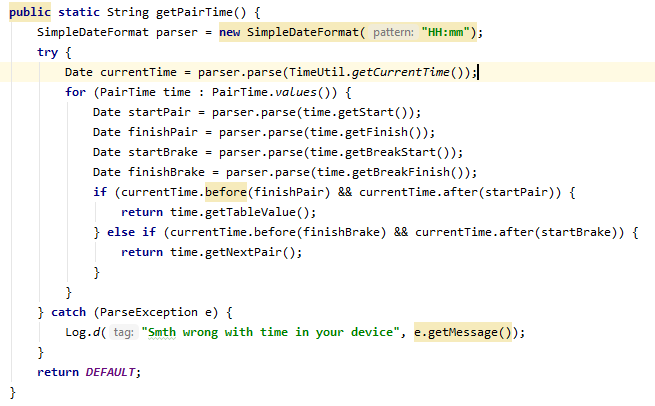 public static String getPairTime() {
SimpleDateFormat parser = new SimpleDateFormat( pattern: "HH:mm");
try {
Date currentTime = parser.parse(TimeUtil.getCurrentTime());
for (PairTime time : PairTime.values()) {
Date startPair = parser.parse(time.getStart());
Date finishPair = parser.parse(time.getFinish());
Date startBrake = parser.parse(time.getBreakStart());
Date finishBrake = parser.parse(time.getBreakFinish());
if (currentTime.before(finishPair) && currentTime.after(startPair)) {
return time.getTableValue();
} else if (currentTime.before(finishBrake) && currentTime.after(startBrake)) {
return time.getNextPair();
}
}
} catch (ParseException e) {
Log.d( tag: "Smth wrong with time in your device", e.getMessage());
}
return DEFAULT;
}